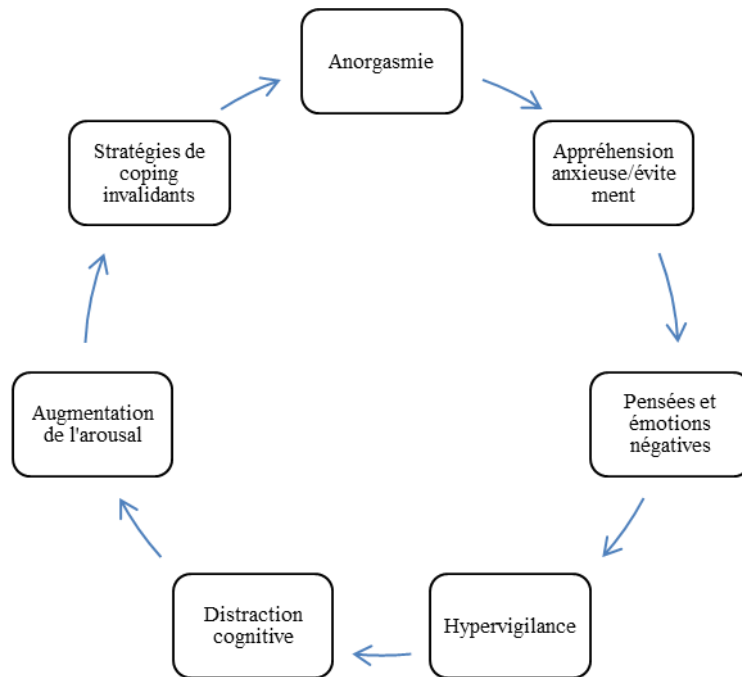 Anorgasmie
Appréhension
anxieuse/évite
ment
Pensées et
émotions
négatives
Hypervigilance
Distraction
cognitive
Augmentation
de l'arousal
Stratégies de
coping
invalidants